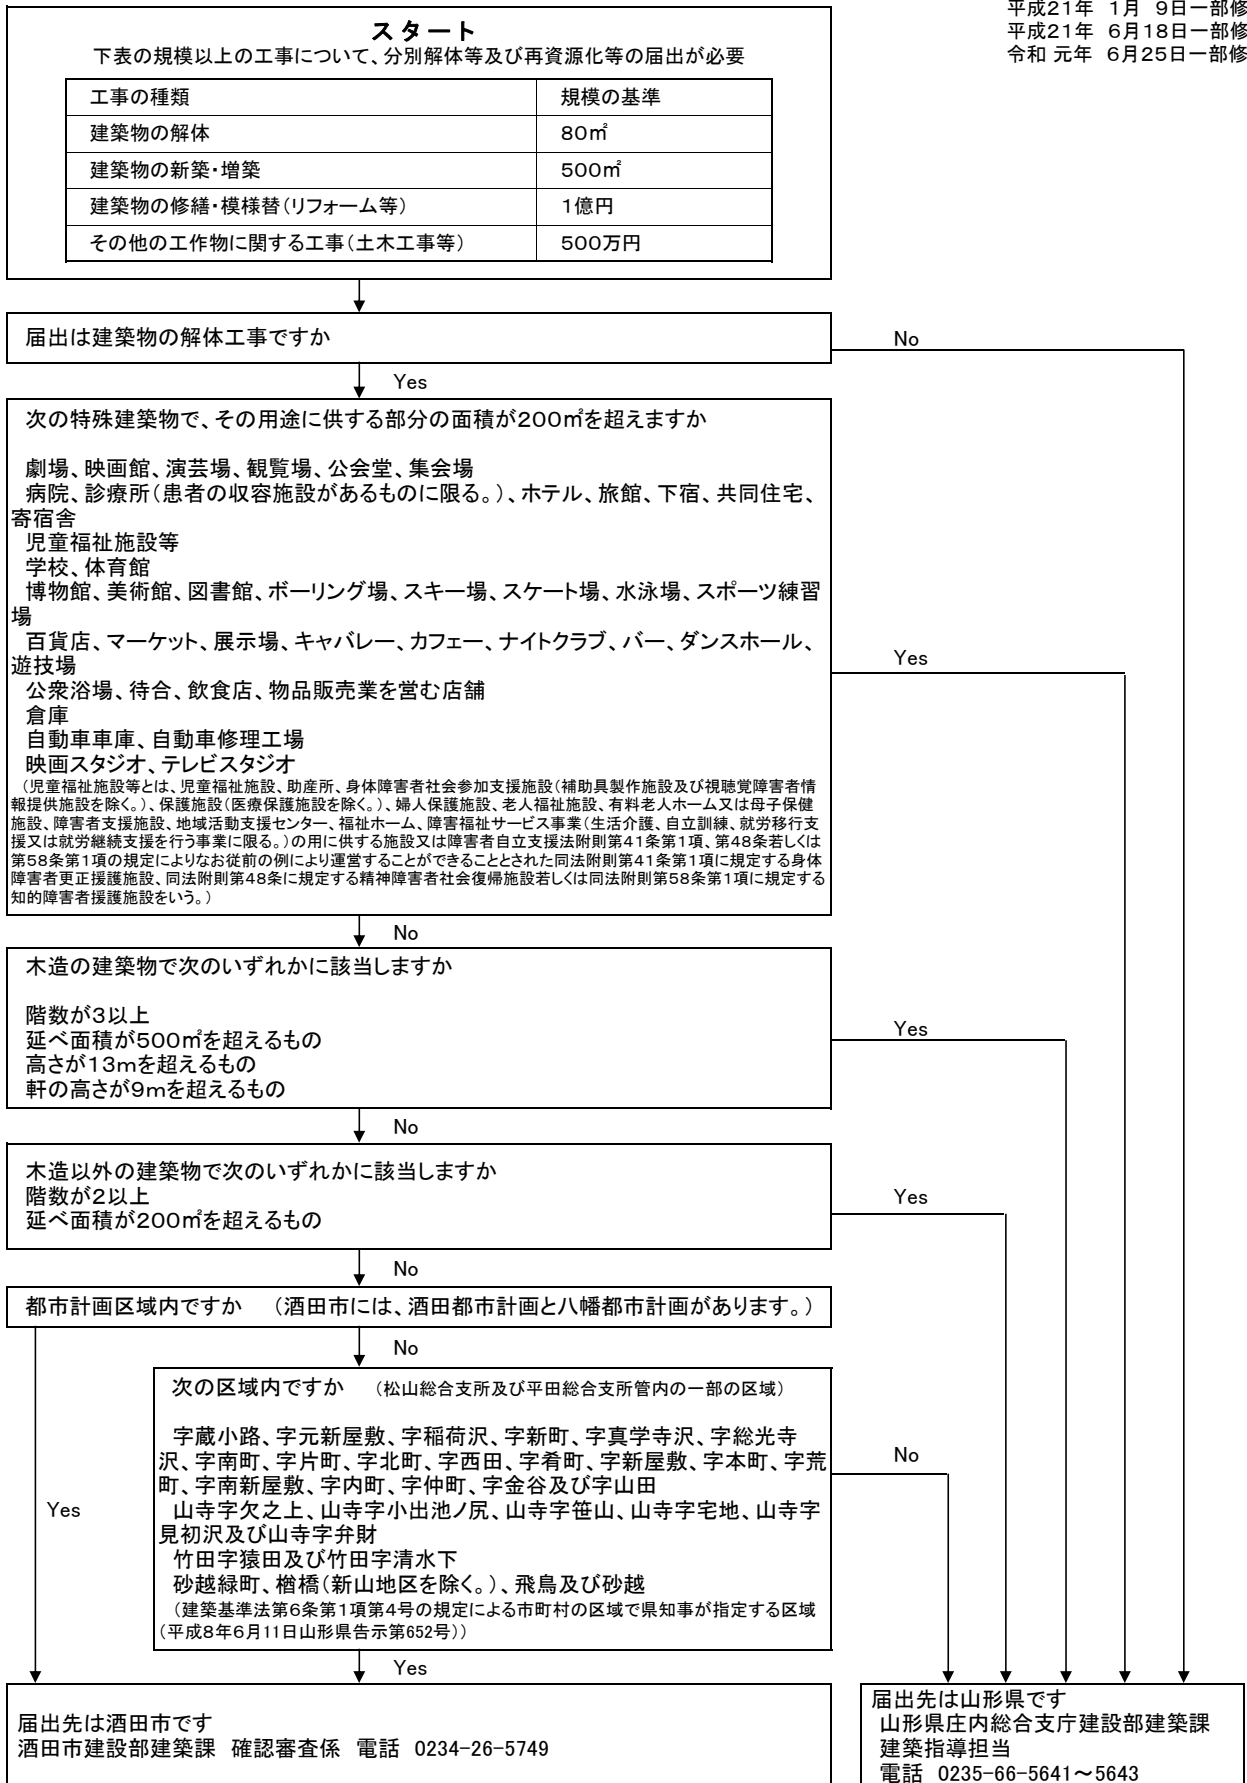 平成21年 1月 9日一部修
平成21年 6月18日一部修
令和 元年 6月25日一部修
スタート
下表の規模以上の工事について、分別解体等及び再資源化等の届出が必要
工事の種類 規模の基準
建築物の解体 80㎡
建築物の新築・増築 500㎡
建築物の修繕・模様替(リフォーム等) 1億円
その他の工作物に関する工事(土木工事等) 500万円
届出は建築物の解体工事ですか
No
Yes
次の特殊建築物で、その用途に供する部分の面積が200㎡を超えますか
劇場、映画館、演芸場、観覧場、公会堂、集会場
病院、診療所(患者の収容施設があるものに限る。)、ホテル、旅館、下宿、共同住宅、
寄宿舎
児童福祉施設等
学校、体育館
博物館、美術館、図書館、ボーリング場、スキー場、スケート場、水泳場、スポーツ練習
場
百貨店、マーケット、展示場、キャバレー、カフェー、ナイトクラブ、バー、ダンスホール、
遊技場
公衆浴場、待合、飲食店、物品販売業を営む店舗
倉庫
自動車車庫、自動車修理工場
映画スタジオ、テレビスタジオ
(児童福祉施設等とは、児童福祉施設、助産所、身体障害者社会参加支援施設(補助具製作施設及び視聴覚障害者情
報提供施設を除く。)、保護施設(医療保護施設を除く。)、婦人保護施設、老人福祉施設、有料老人ホーム又は母子保健
施設、障害者支援施設、地域活動支援センター、福祉ホーム、障害福祉サービス事業(生活介護、自立訓練、就労移行支
援又は就労継続支援を行う事業に限る。)の用に供する施設又は障害者自立支援法附則第41条第1項、第48条若しくは
第58条第1項の規定によりなお従前の例により運営することができることとされた同法附則第41条第1項に規定する身体
障害者更正援護施設、同法附則第48条に規定する精神障害者社会復帰施設若しくは同法附則第58条第1項に規定する
知的障害者援護施設をいう。)
Yes
No
木造の建築物で次のいずれかに該当しますか
階数が3以上
延べ面積が500㎡を超えるもの
高さが13mを超えるもの
軒の高さが9mを超えるもの
Yes
No
木造以外の建築物で次のいずれかに該当しますか
階数が2以上
延べ面積が200㎡を超えるもの
Yes
No
都市計画区域内ですか (酒田市には、酒田都市計画と八幡都市計画があります。)
No
次の区域内ですか (松山総合支所及び平田総合支所管内の一部の区域)
字蔵小路、字元新屋敷、字稲荷沢、字新町、字真学寺沢、字総光寺
沢、字南町、字片町、字北町、字西田、字肴町、字新屋敷、字本町、字荒
町、字南新屋敷、字内町、字仲町、字金谷及び字山田
山寺字欠之上、山寺字小出池ノ尻、山寺字笹山、山寺字宅地、山寺字
見初沢及び山寺字弁財
竹田字猿田及び竹田字清水下
砂越緑町、楢橋(新山地区を除く。)、飛鳥及び砂越
(建築基準法第6条第1項第4号の規定による市町村の区域で県知事が指定する区域
(平成8年6月11日山形県告示第652号))
No
Yes
Yes
届出先は酒田市です
酒田市建設部建築課 確認審査係 電話 0234-26-5749
届出先は山形県です
山形県庄内総合支庁建設部建築課
建築指導担当
電話 0235-66-5641～5643